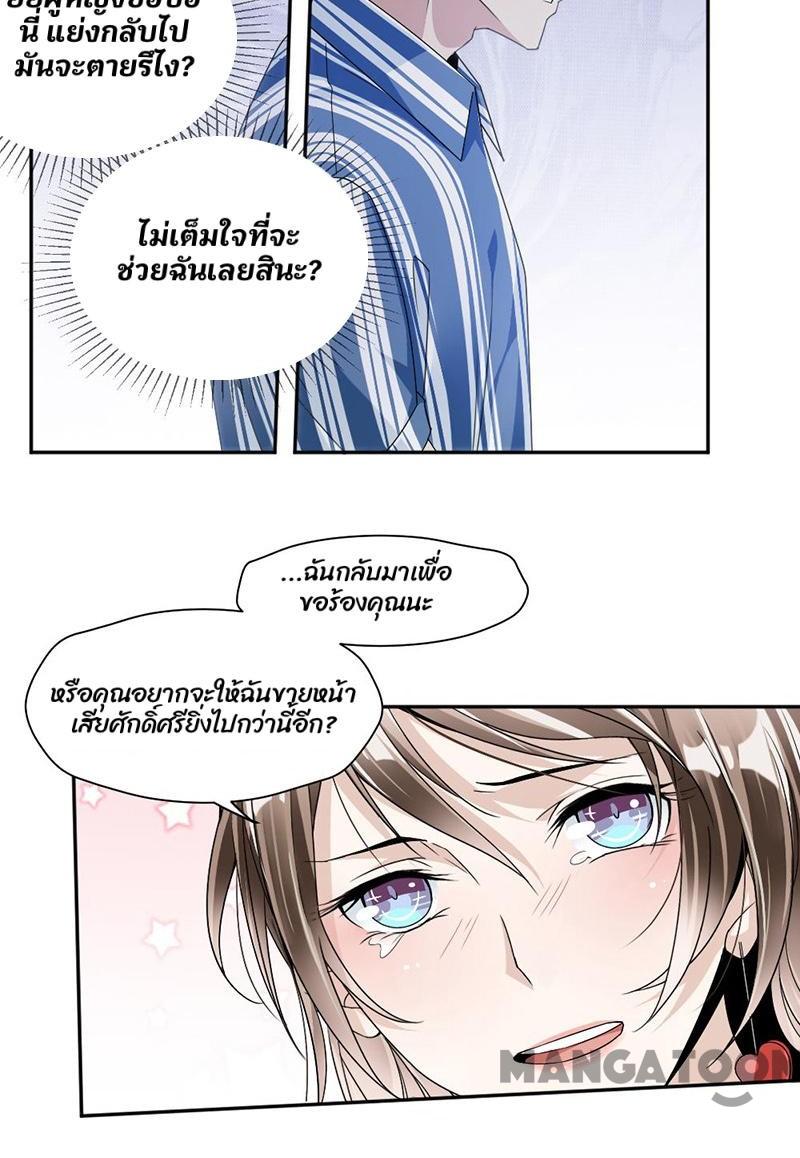 นี่ แย่งกลับไป
มันจะตายรึไง?
ไม่เต็มใจที่จะ
ช่วยฉันเลยสินะ?
...ฉันกลับมาเพื่อ
ขอร้องคุณนะ
หรือคุณอยากจะให้ฉันขายหน้า
เสียศักดิ์ศรียิ่งไปกว่านี้อีก?
MANGATOON